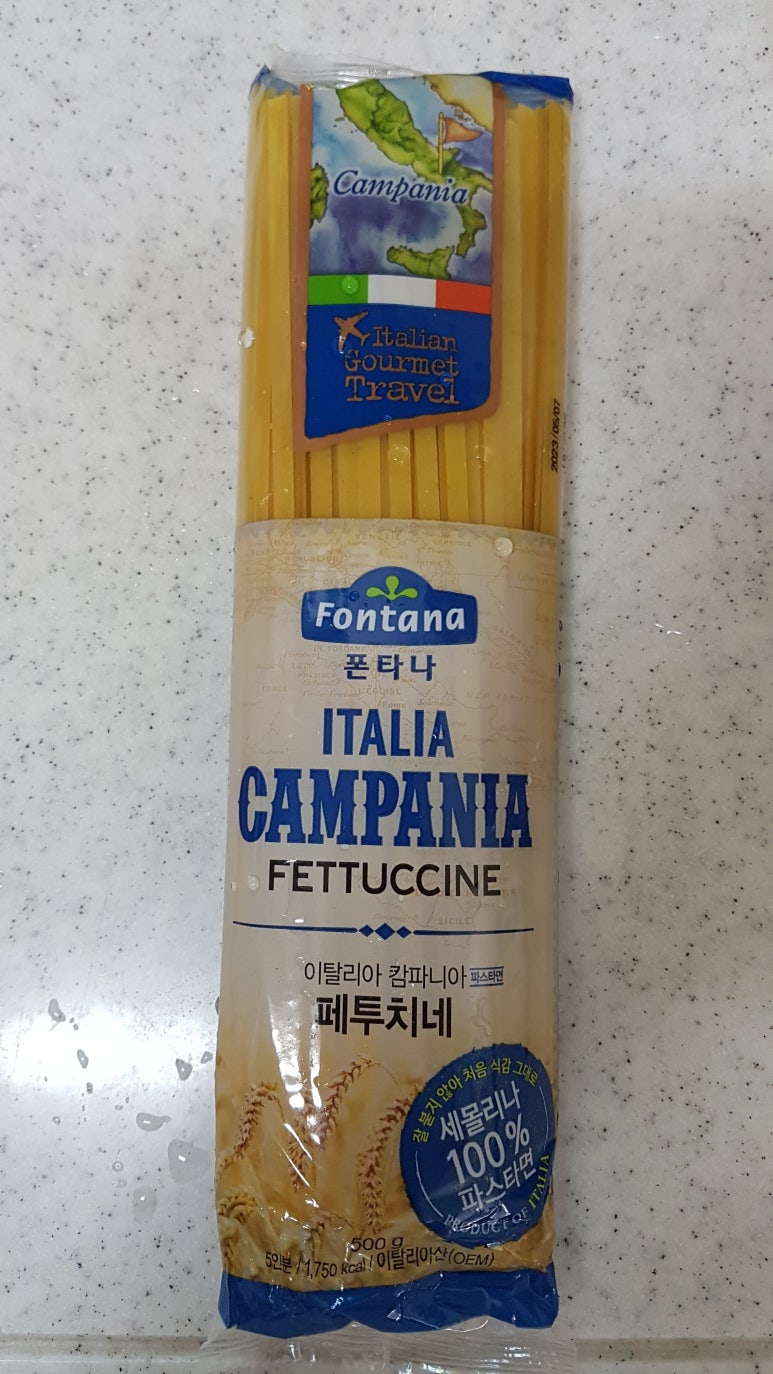 Campania
Italian
Gourmet
Travel
2023/05/07
Fontana
폰타나
ITALIA
CAMPANIA
FETTUCCINE
SICILE
이탈리아 캄파니아 파스타면
페투치네
잘 붙지 않아 처음 식감 그대로
세몰리나
100%
파스타면
PRODUCT OF ITALIA
500 g
5인분 / 1,750 kcal / 이탈리아산(OEM)